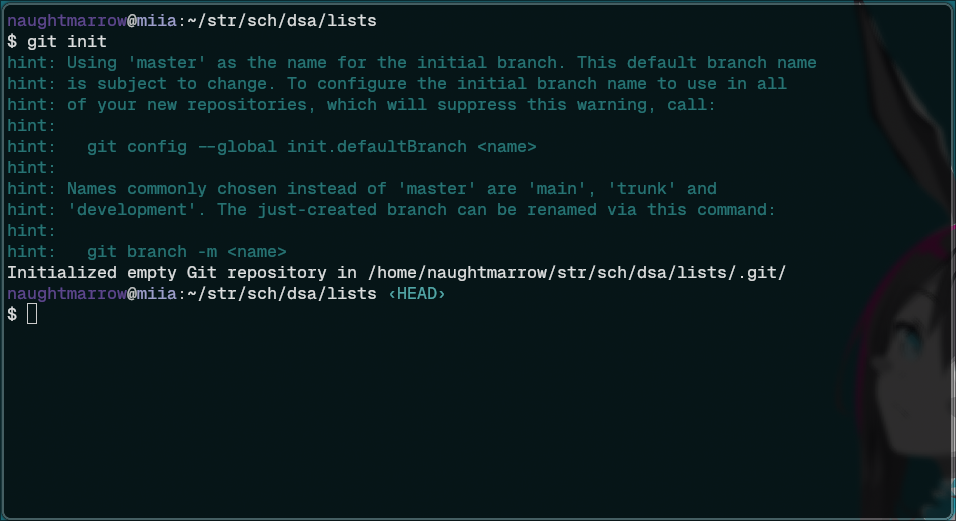 naughtmarrow@miia:~/str/sch/dsa/lists
$ git init
hint: Using 'master' as the name for the initial branch. This default branch name
hint: is subject to change. To configure the initial branch name to use in all
hint: of your new repositories, which will suppress this warning, call:
hint:
hint:   git config --global init.defaultBranch <name>
hint:
hint: Names commonly chosen instead of 'master' are 'main', 'trunk' and
hint: 'development'. The just-created branch can be renamed via this command:
hint:
hint:   git branch -m <name>
Initialized empty Git repository in /home/naughtmarrow/str/sch/dsa/lists/.git/
naughtmarrow@miia:~/str/sch/dsa/lists ‹HEAD›
$